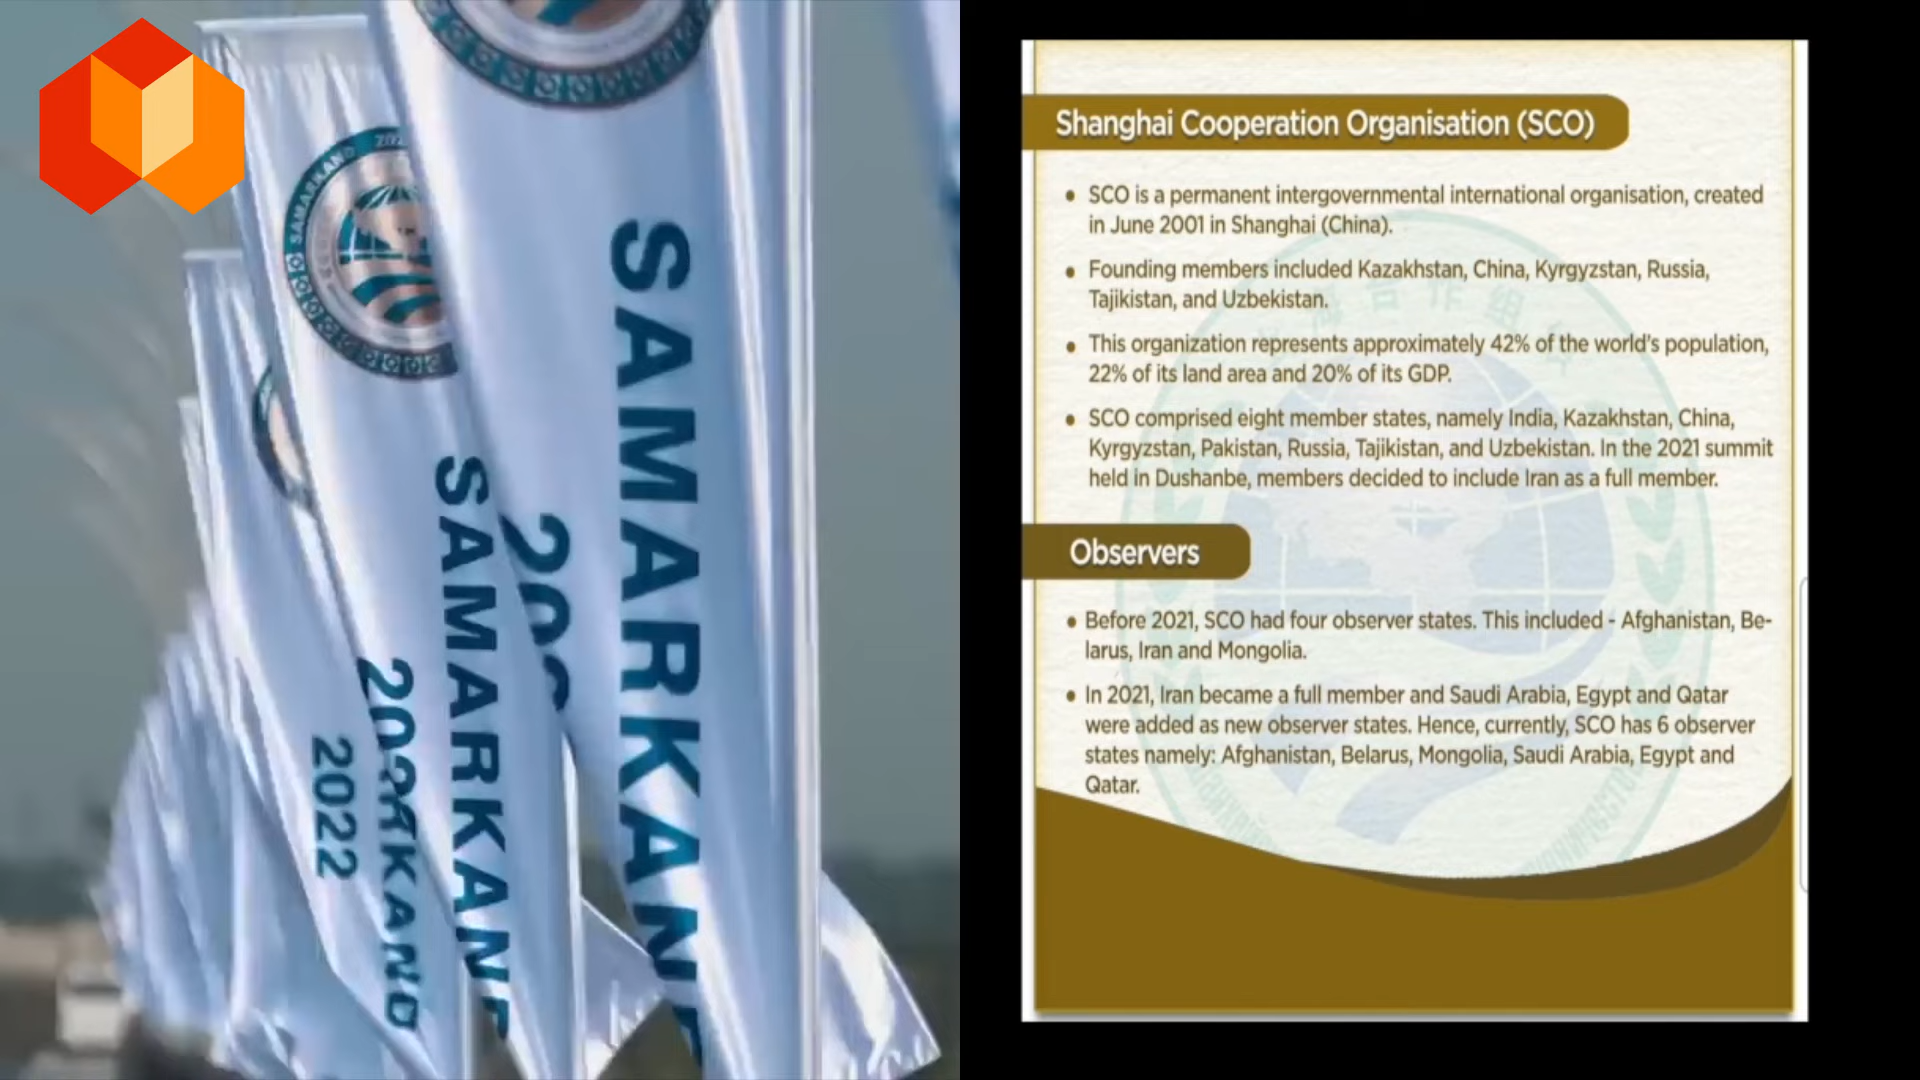 SAMARKAND
SAMARKAND
2022
Shanghai Cooperation Organisation (SCO)
• SCO is a permanent intergovernmental international organisation, created
in June 2001 in Shanghai (China).
• Founding members included Kazakhstan, China, Kyrgyzstan, Russia,
Tajikistan, and Uzbekistan.
• This organization represents approximately 42% of the world's population,
22% of its land area and 20% of its GDP.
• SCO comprised eight member states, namely India, Kazakhstan, China,
Kyrgyzstan, Pakistan, Russia, Tajikistan, and Uzbekistan. In the 2021 summit
held in Dushanbe, members decided to include Iran as a full member.
Observers
• Before 2021, SCO had four observer states. This included - Afghanistan, Be-
larus, Iran and Mongolia.
• In 2021, Iran became a full member and Saudi Arabia, Egypt and Qatar
were added as new observer states. Hence, currently, SCO has 6 observer
states namely: Afghanistan, Belarus, Mongolia, Saudi Arabia, Egypt and
Qatar.